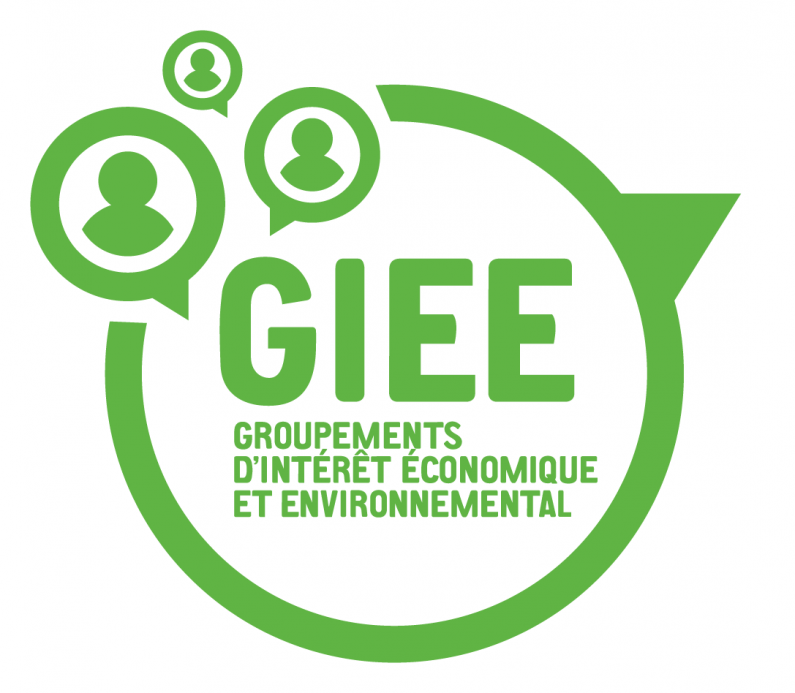 GIEE
GROUPEMENTS
D'INTÉRÊT ÉCONOMIQUE
ET ENVIRONNEMENTAL